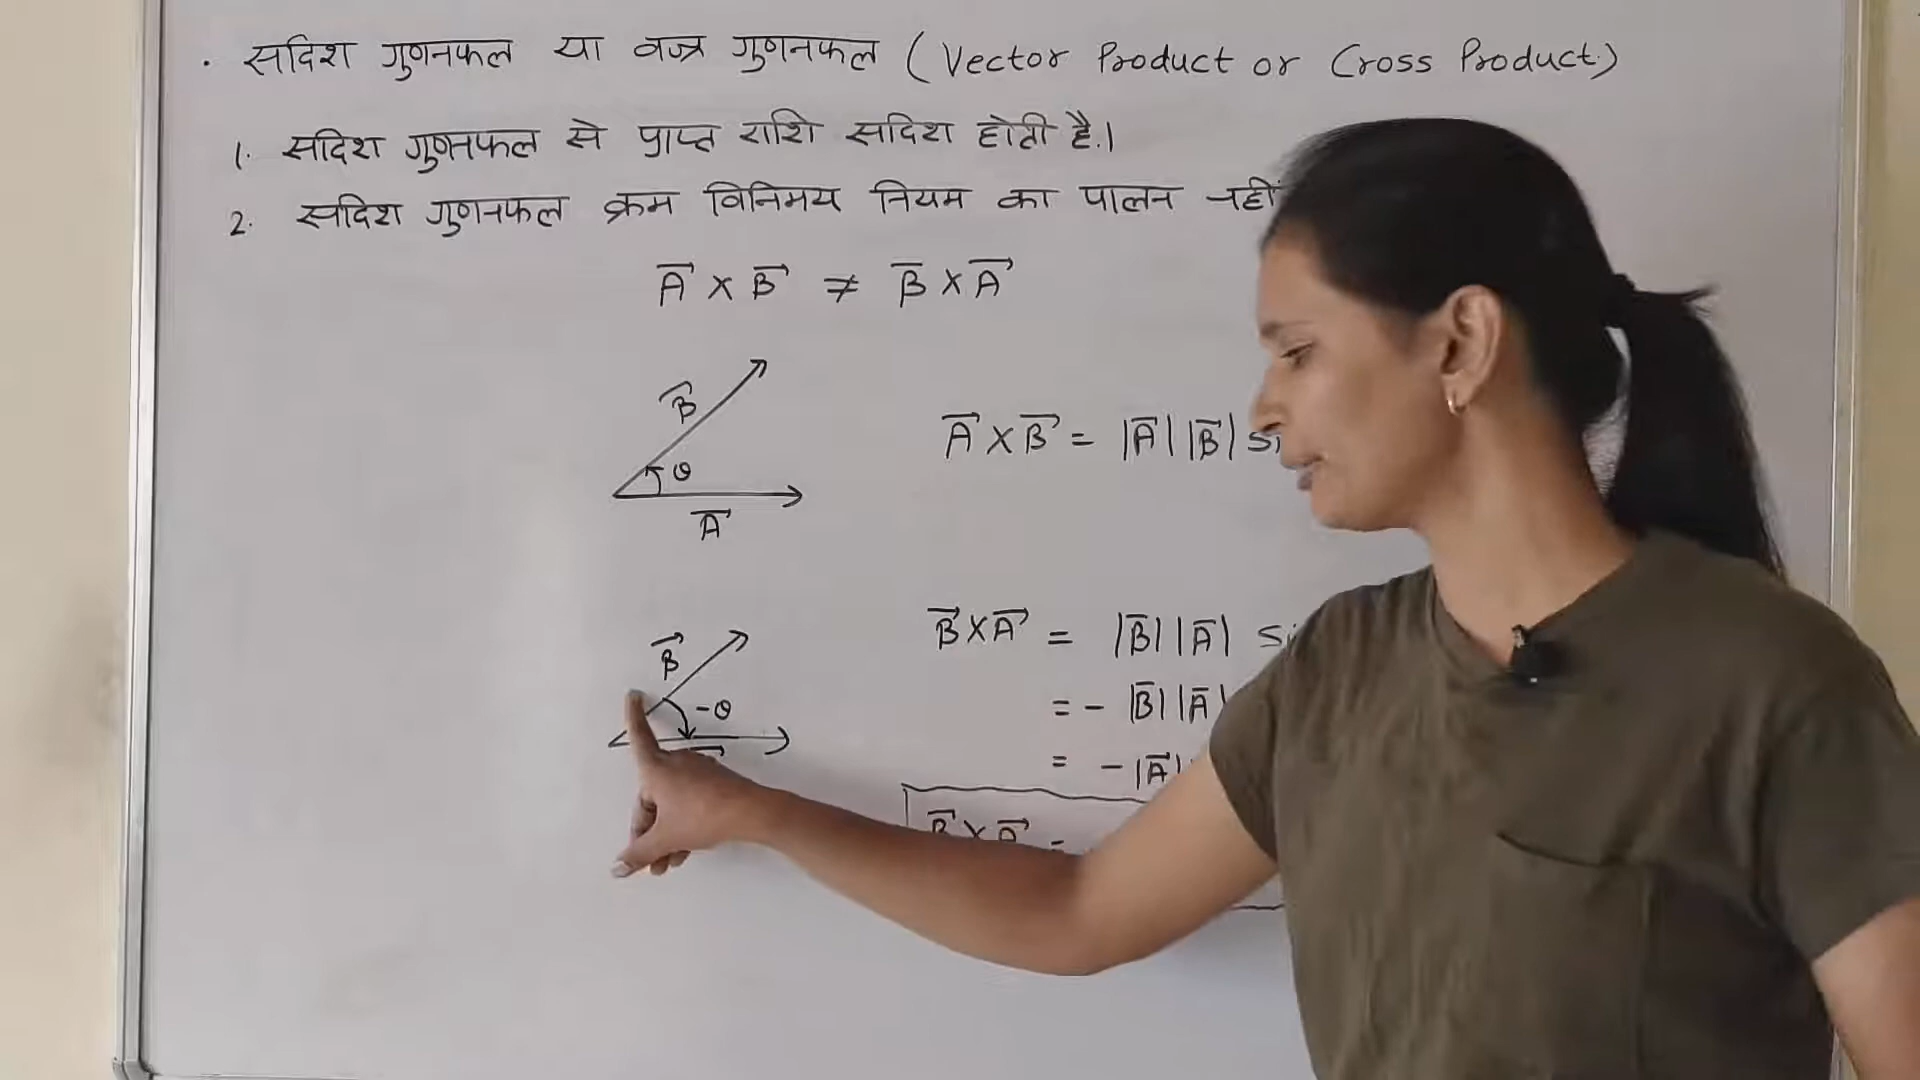 · सदिश गुणनफल या वज्र गुणनफल (Vector Product or Cross Product)
1. सदिश गुणनफल से प्राप्त राशि सदिश होती है।
2. सदिश गुणनफल क्रम विनिमय नियम का पालन नहीं
A⃗ × B⃗ ≠ B̅ × A⃗
B⃗
θ
A⃗
A⃗ × B⃗ = |A̅| |B̅|
B⃗
-θ
B⃗ × A⃗ = |B̅| |A̅|
= - |B̅| |A̅|
= - |A⃗|
B⃗ × A⃗ =